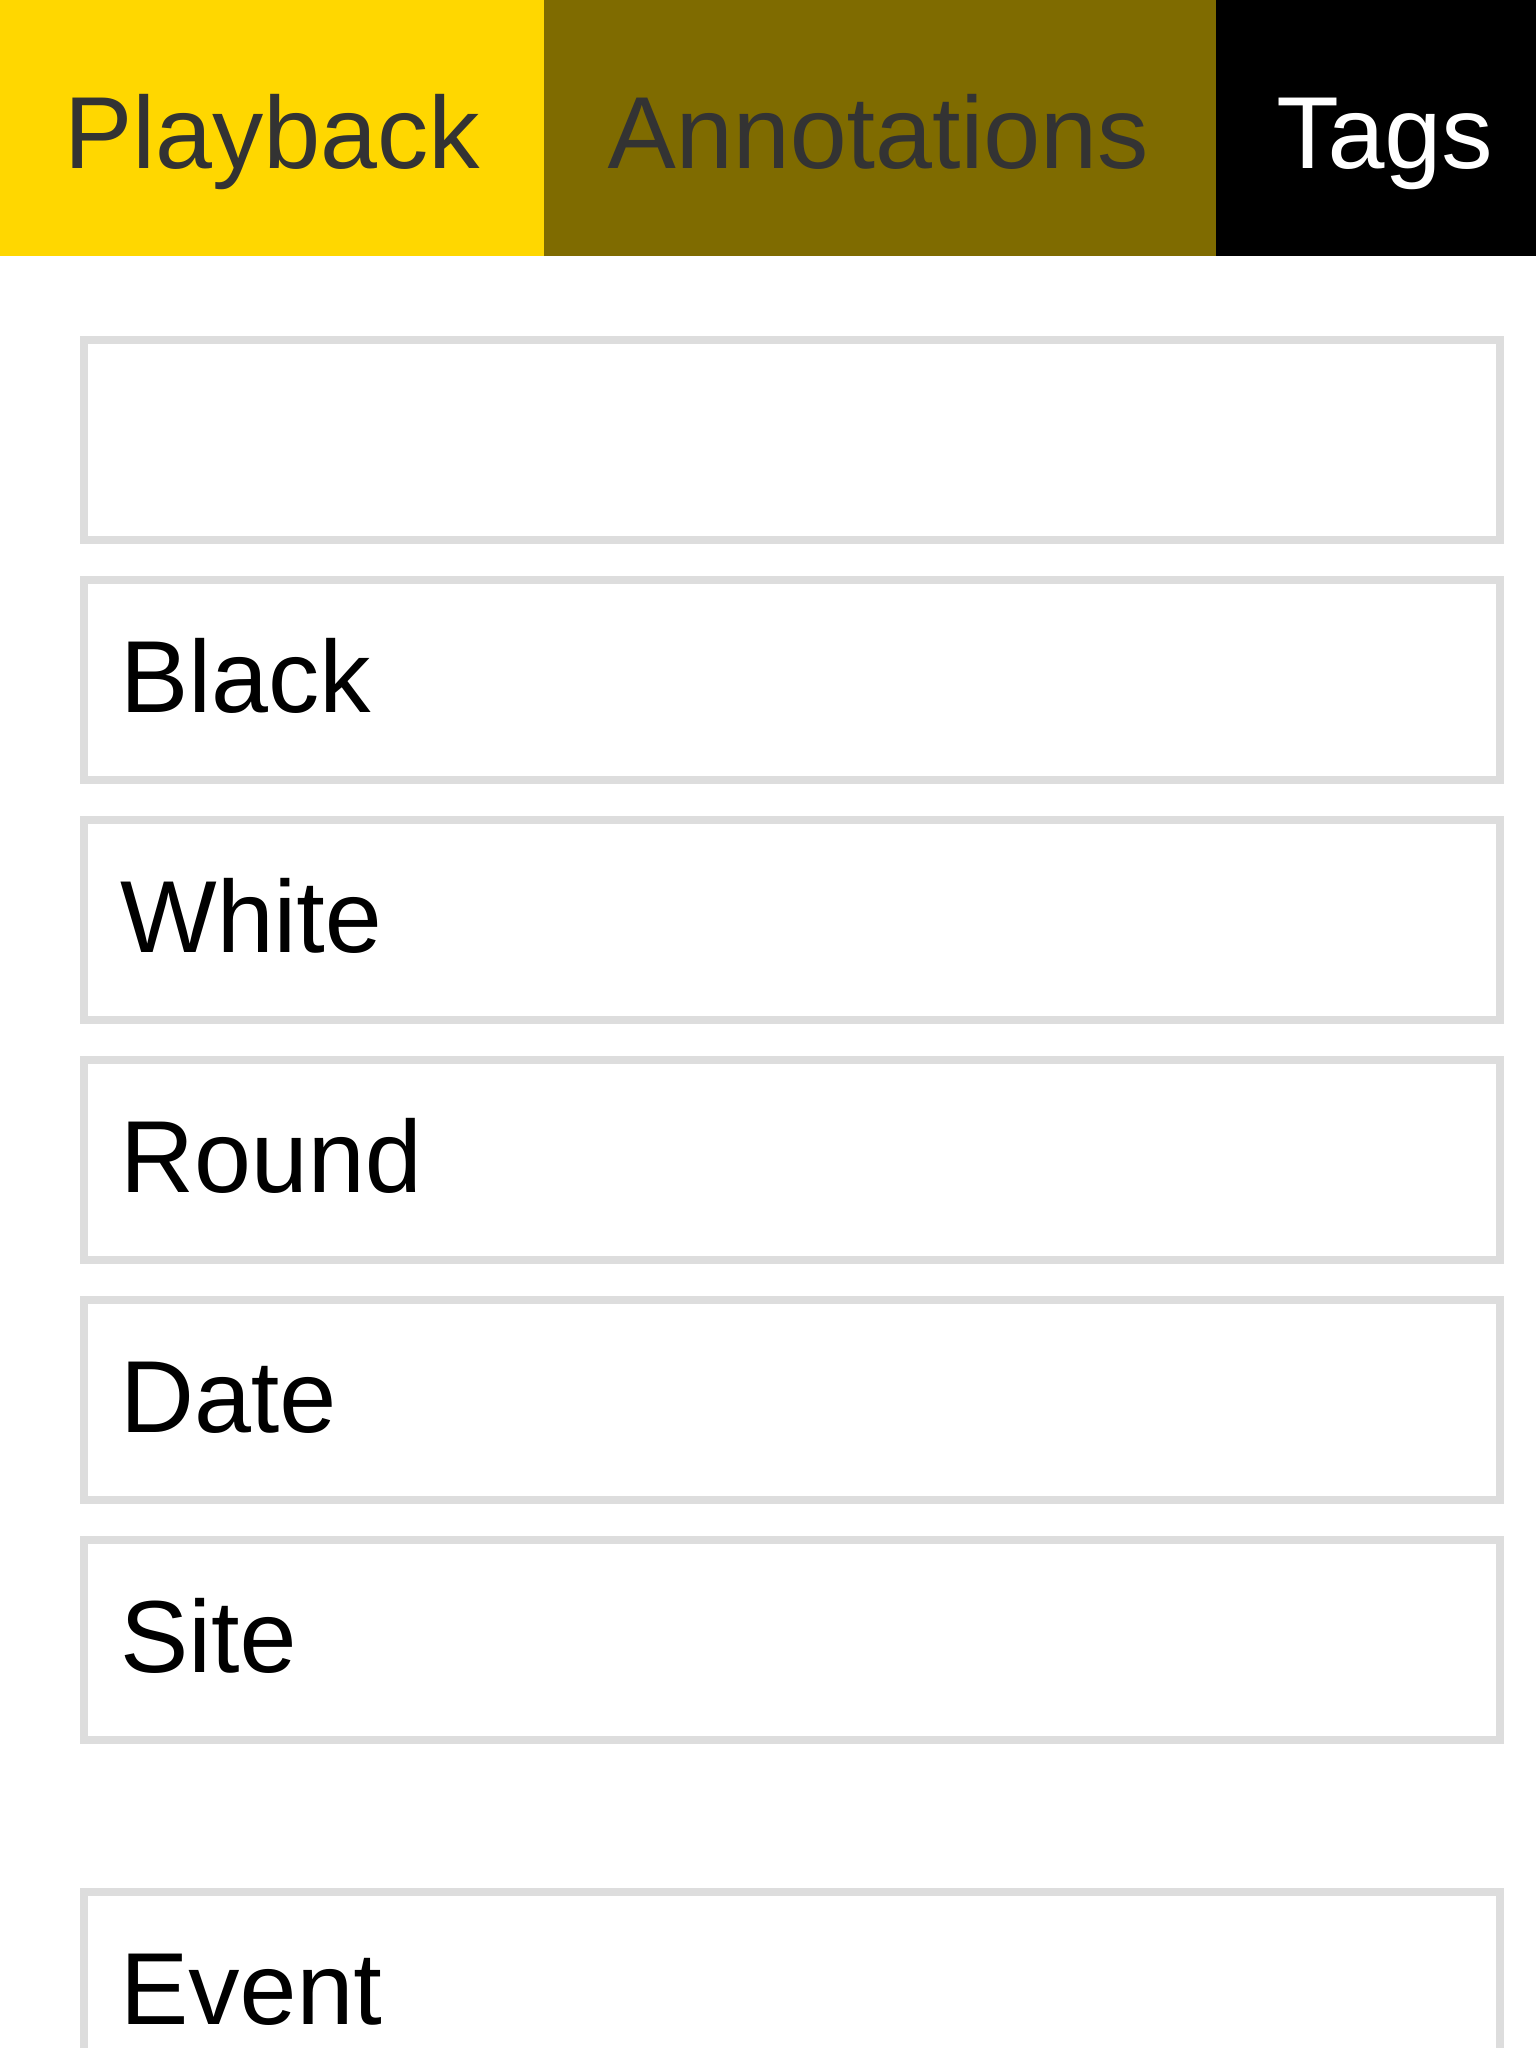 Playback Annotations Tags
Black
White
Round
Date
Site
Event